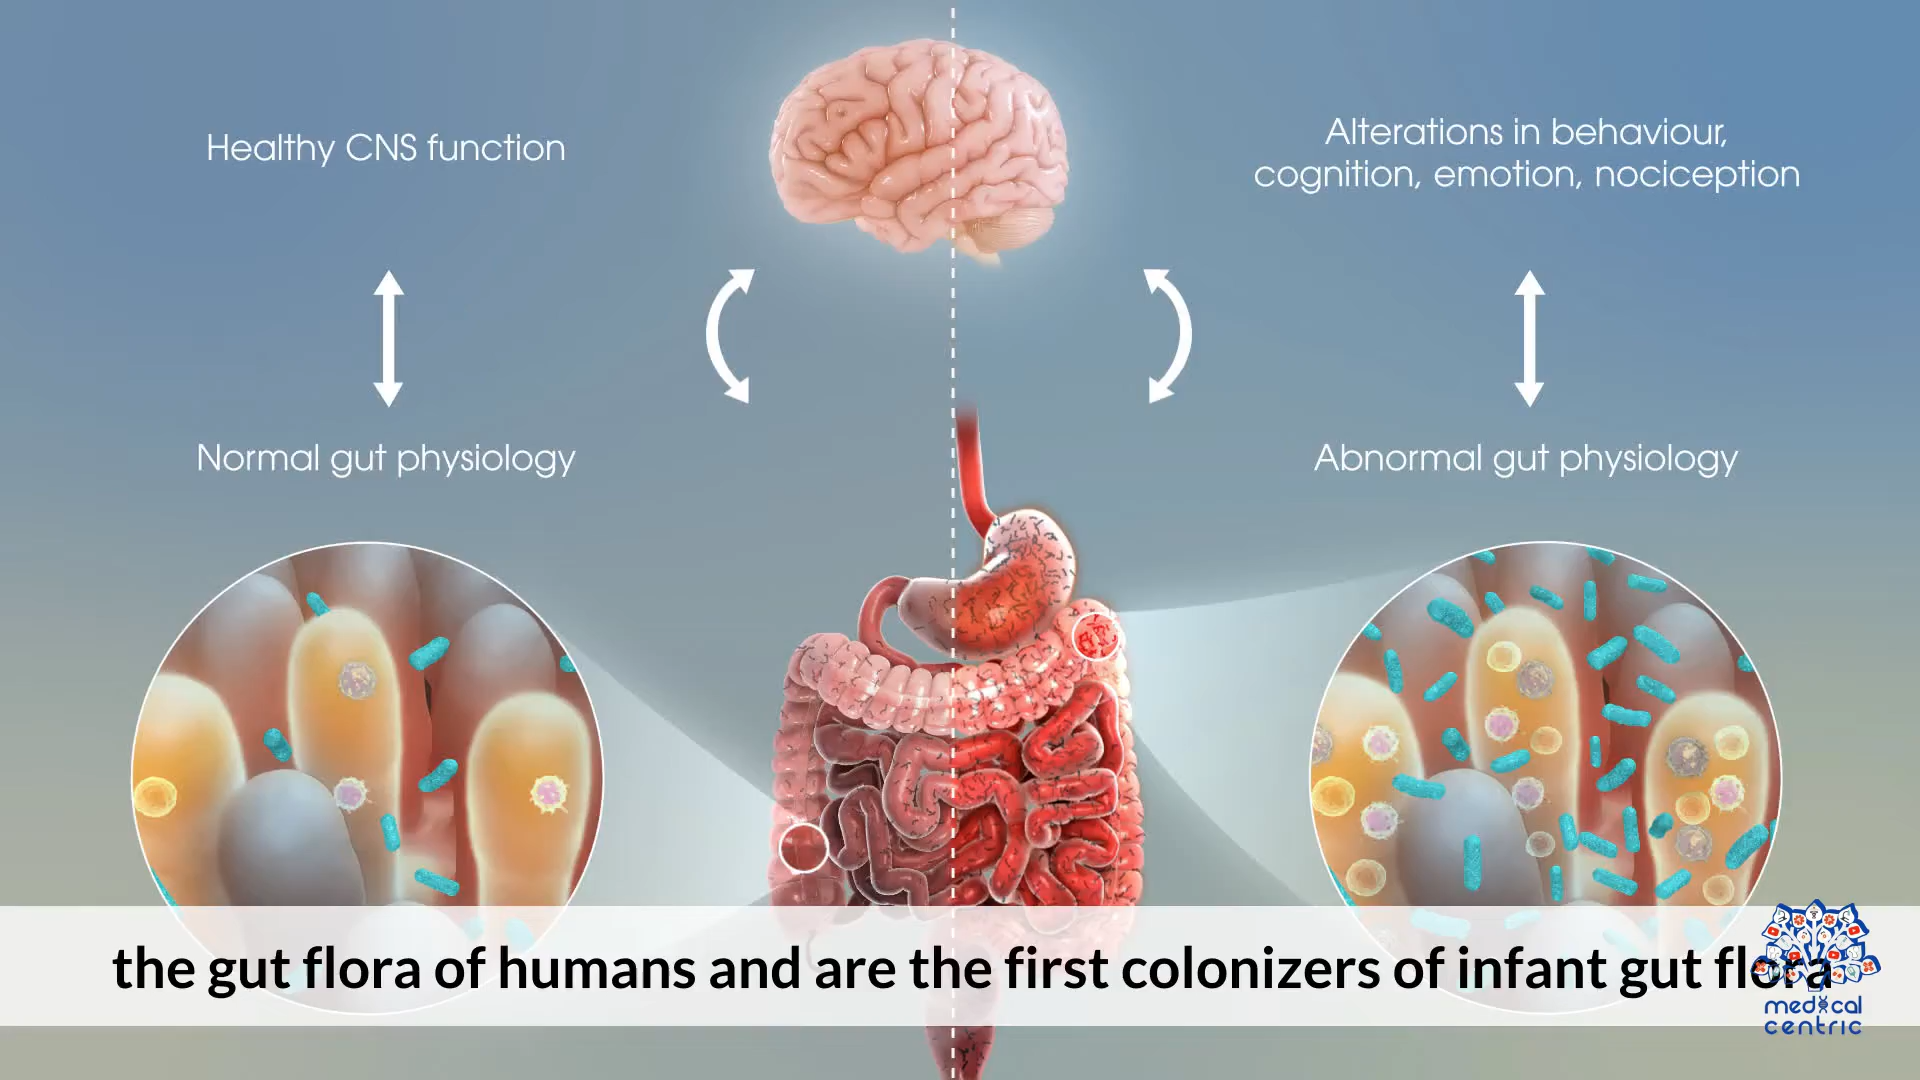 Healthy CNS function
Alterations in behaviour,
cognition, emotion, nociception
Normal gut physiology
Abnormal gut physiology
the gut flora of humans and are the first colonizers of infant gut flora
medical
centric